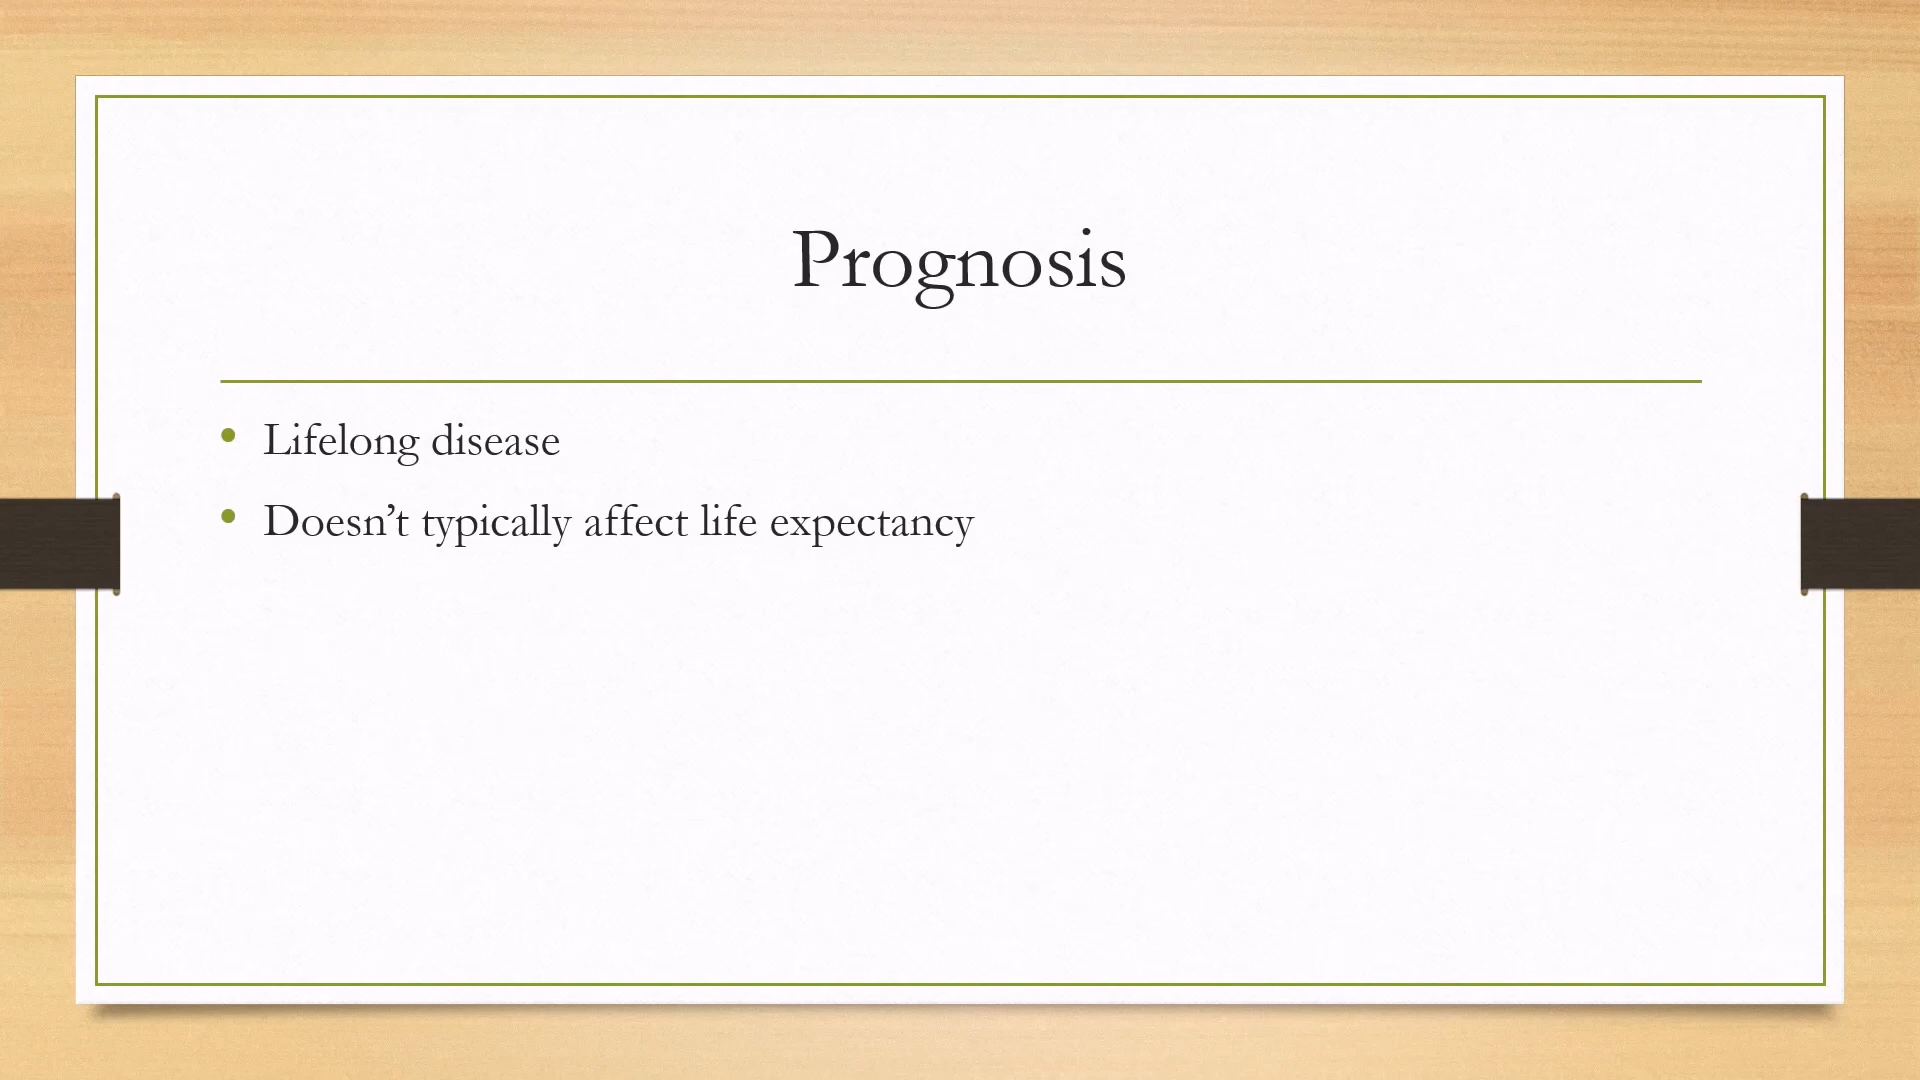 Prognosis
• Lifelong disease
• Doesn’t typically affect life expectancy